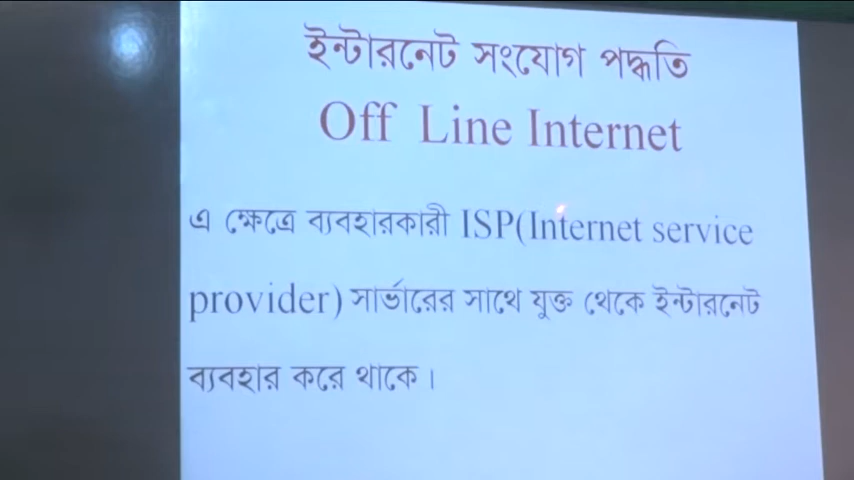 ইন্টারনেট সংযোগ পদ্ধতি
Off Line Internet
এ ক্ষেত্রে ব্যবহারকারী ISP(Internet service
provider) সার্ভারের সাথে যুক্ত থেকে ইন্টারনেট
ব্যবহার করে থাকে।